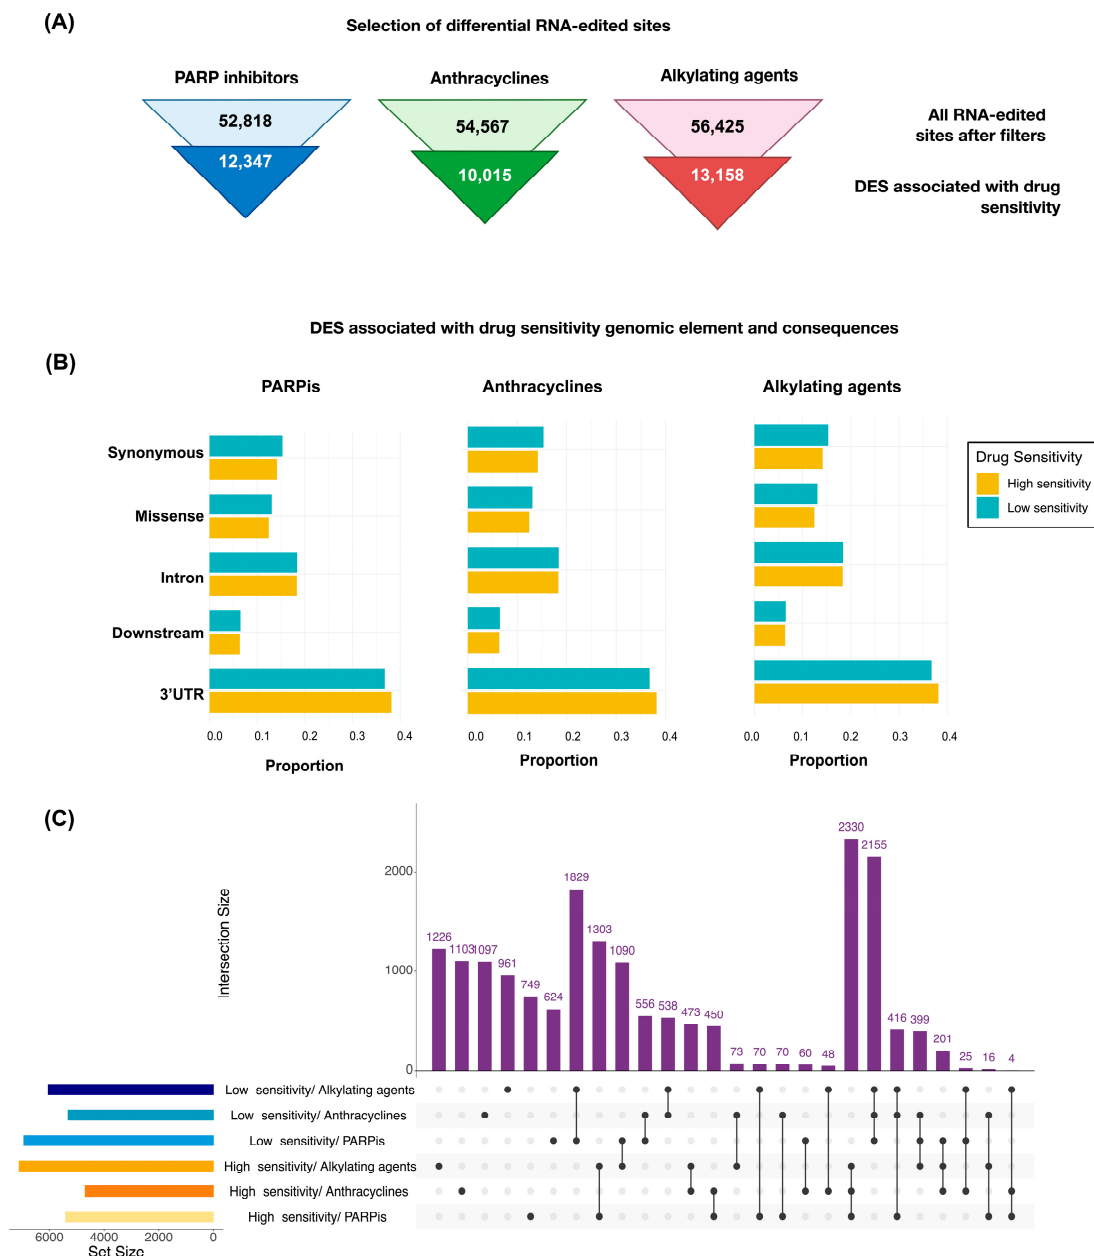 (A)
Selection of differential RNA-edited sites
PARP inhibitors
Anthracyclines
Alkylating agents
52,818
54,567
56,425
All RNA-edited
sites after filters
12,347
10,015
13,158
DES associated with drug
sensitivity
DES associated with drug sensitivity genomic element and consequences
(B)
PARPis
Anthracyclines
Alkylating agents
Synonymous
Missense
Intron
Downstream
3'UTR
Drug Sensitivity
High sensitivity
Low sensitivity
0.0 0.1 0.2 0.3 0.4
0.0 0.1 0.2 0.3 0.4
0.0 0.1 0.2 0.3 0.4
Proportion
Proportion
Proportion
(C)
Intersection Size
2000
1000
0
1226 1103 1097 961 749 624 1829 1303 1090 556 538 473 450 73 70 70 60 48 2330 2155 416 399 201 25 16 4
Low sensitivity/ Alkylating agents
Low sensitivity/ Anthracyclines
Low sensitivity/ PARPis
High sensitivity/ Alkylating agents
High sensitivity/ Anthracyclines
High sensitivity/ PARPis
6000 4000 2000 0
Set Size